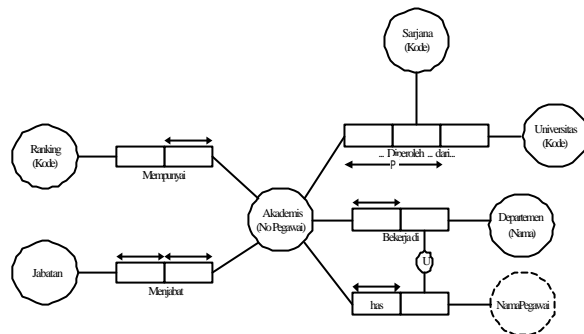 Sarjana
(Kode)
Ranking
(Kode)
Mempunyai
... Diperoleh ... dari...
P
Universitas
(Kode)
Akademis
(No Pegawai)
Bekerja di
Departemen
(Nama)
U
Jabatan
Menjabat
has
NamaPegawai